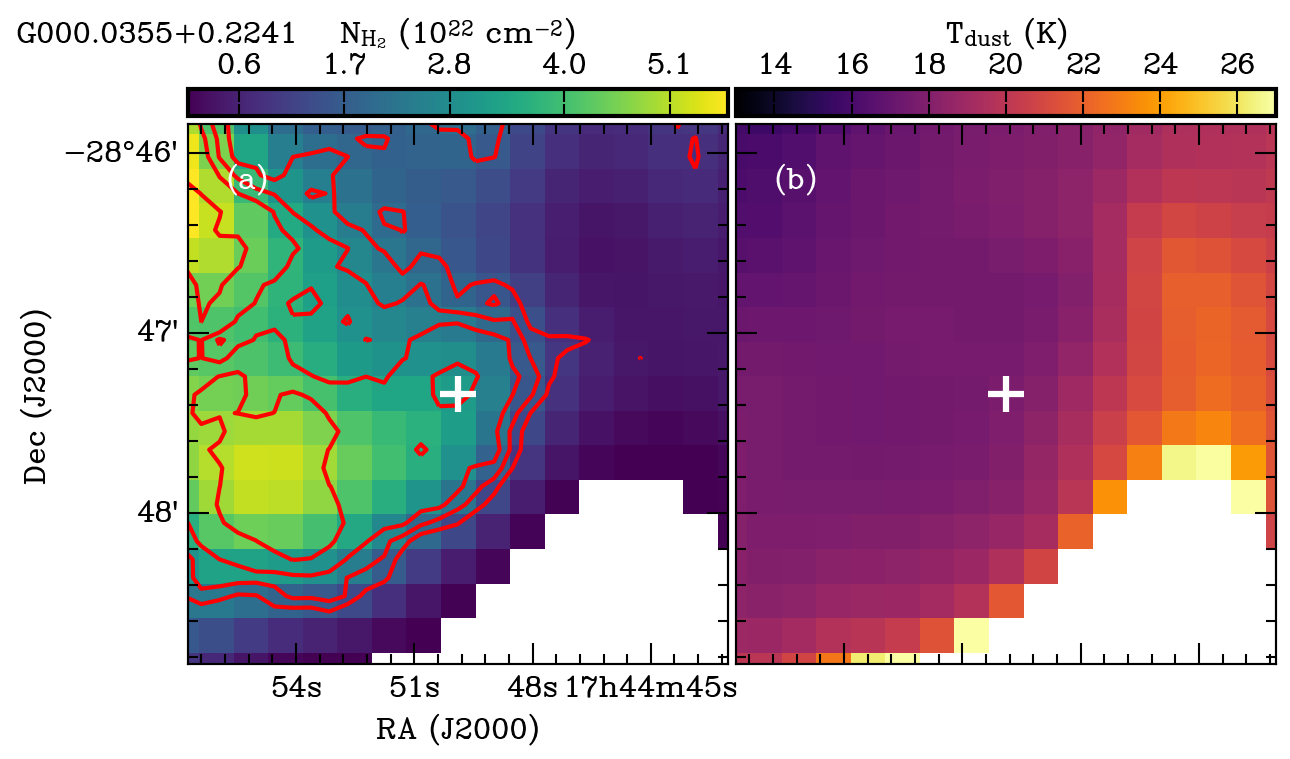 G000.0355+0.2241 N_H₂ (10²² cm⁻²) T_dust (K)
0.6 1.7 2.8 4.0 5.1 14 16 18 20 22 24 26
−28°46' (a) (b)
47'
Dec (J2000)
48'
54s 51s 48s 17h44m45s
RA (J2000)